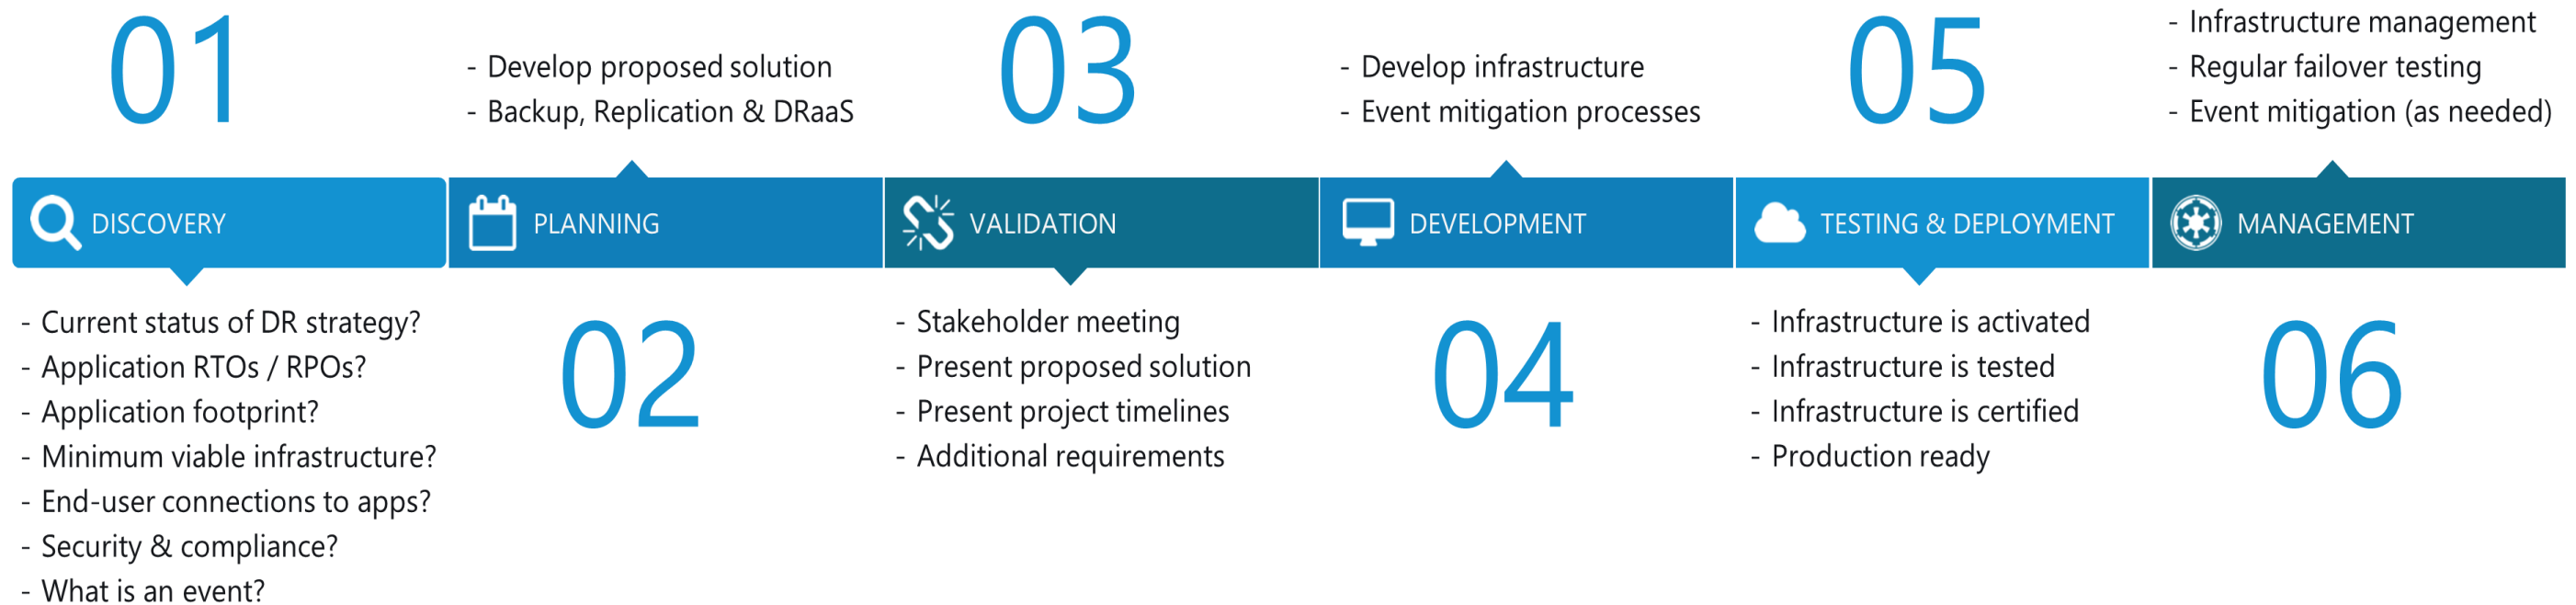 01
DISCOVERY
- Current status of DR strategy?
- Application RTOs / RPOs?
- Application footprint?
- Minimum viable infrastructure?
- End-user connections to apps?
- Security & compliance?
- What is an event?
- Develop proposed solution
- Backup, Replication & DRaaS
PLANNING
02
03
VALIDATION
- Stakeholder meeting
- Present proposed solution
- Present project timelines
- Additional requirements
- Develop infrastructure
- Event mitigation processes
DEVELOPMENT
04
05
TESTING & DEPLOYMENT
- Infrastructure is activated
- Infrastructure is tested
- Infrastructure is certified
- Production ready
- Infrastructure management
- Regular failover testing
- Event mitigation (as needed)
MANAGEMENT
06